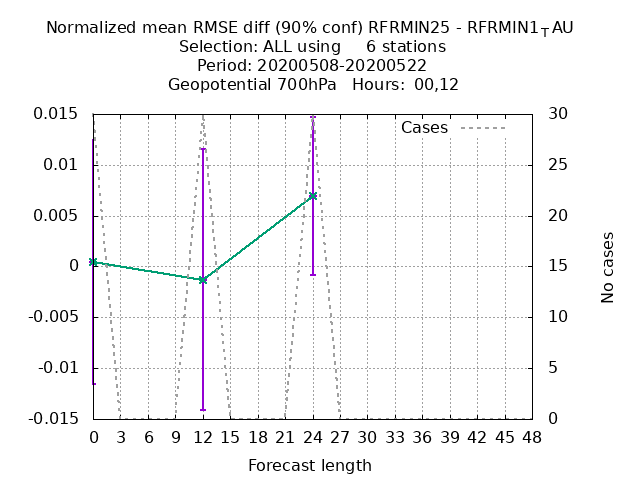 Normalized mean RMSE diff (90% conf) RFRMIN25 - RFRMIN1TAU
Selection: ALL using     6 stations
Period: 20200508-20200522
Geopotential 700hPa   Hours:  00,12
Cases
0.015
0.01
0.005
0
-0.005
-0.01
-0.015
30
25
20
15
10
5
0
No cases
0 3 6 9 12 15 18 21 24 27 30 33 36 39 42 45 48
Forecast length